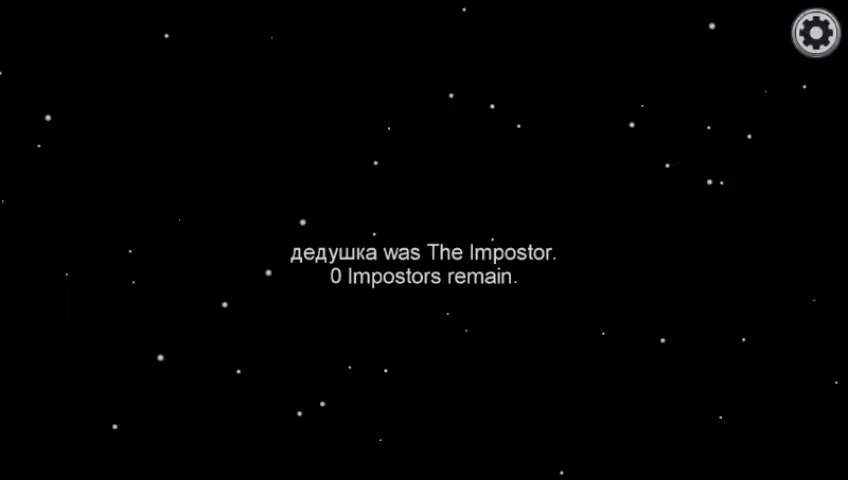 дедушка was The Impostor.
0 Impostors remain.